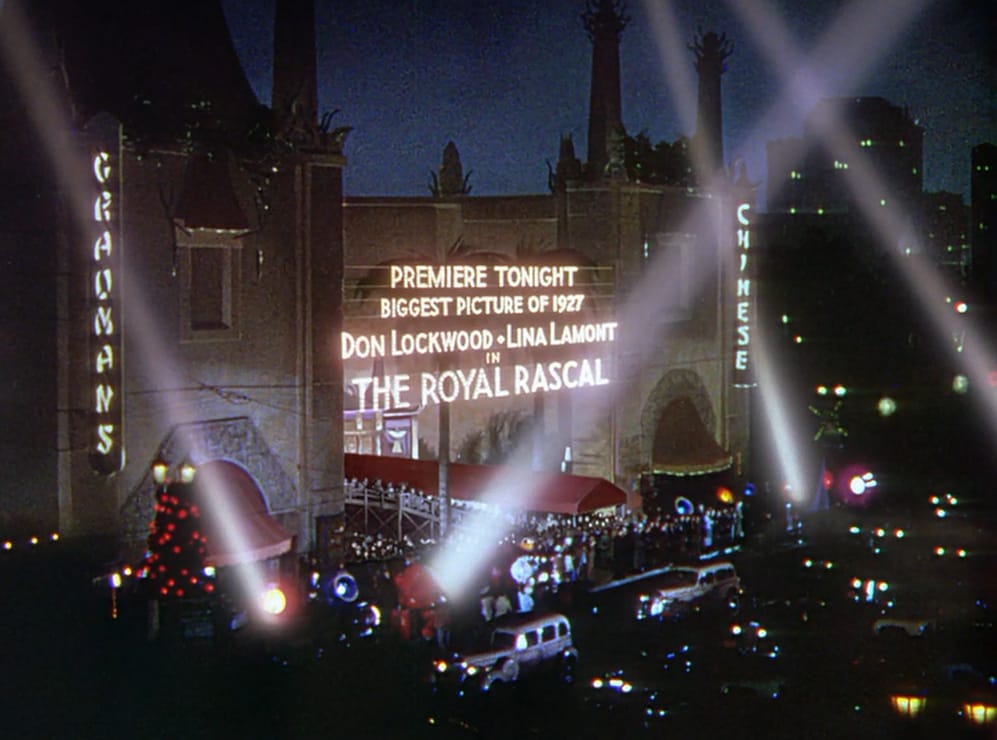 GRAUMANS
PREMIERE TONIGHT
BIGGEST PICTURE OF 1927
DON LOCKWOOD • LINA LAMONT
IN
THE ROYAL RASCAL
CHINESE